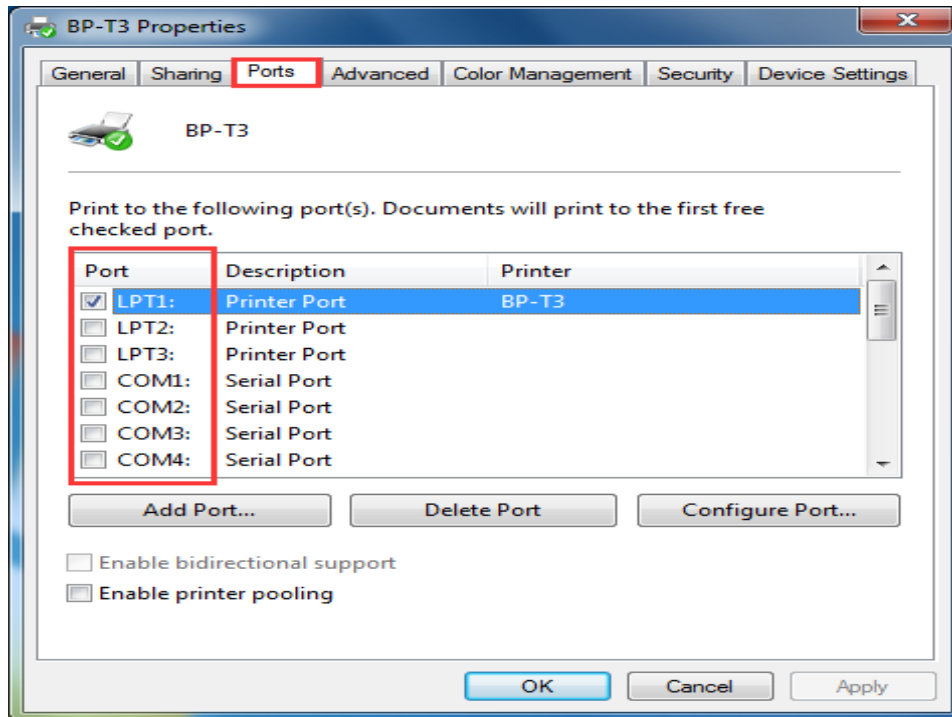 BP-T3 Properties
General Sharing Ports Advanced Color Management Security Device Settings
BP-T3
Print to the following port(s). Documents will print to the first free
checked port.
Port Description Printer
LPT1: Printer Port BP-T3
LPT2: Printer Port
LPT3: Printer Port
COM1: Serial Port
COM2: Serial Port
COM3: Serial Port
COM4: Serial Port
Add Port... Delete Port Configure Port...
Enable bidirectional support
Enable printer pooling
OK Cancel Apply